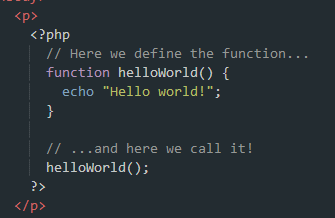 <p>
<?php
// Here we define the function...
function helloWorld() {
echo "Hello world!";
}
// ...and here we call it!
helloWorld();
?>
</p>